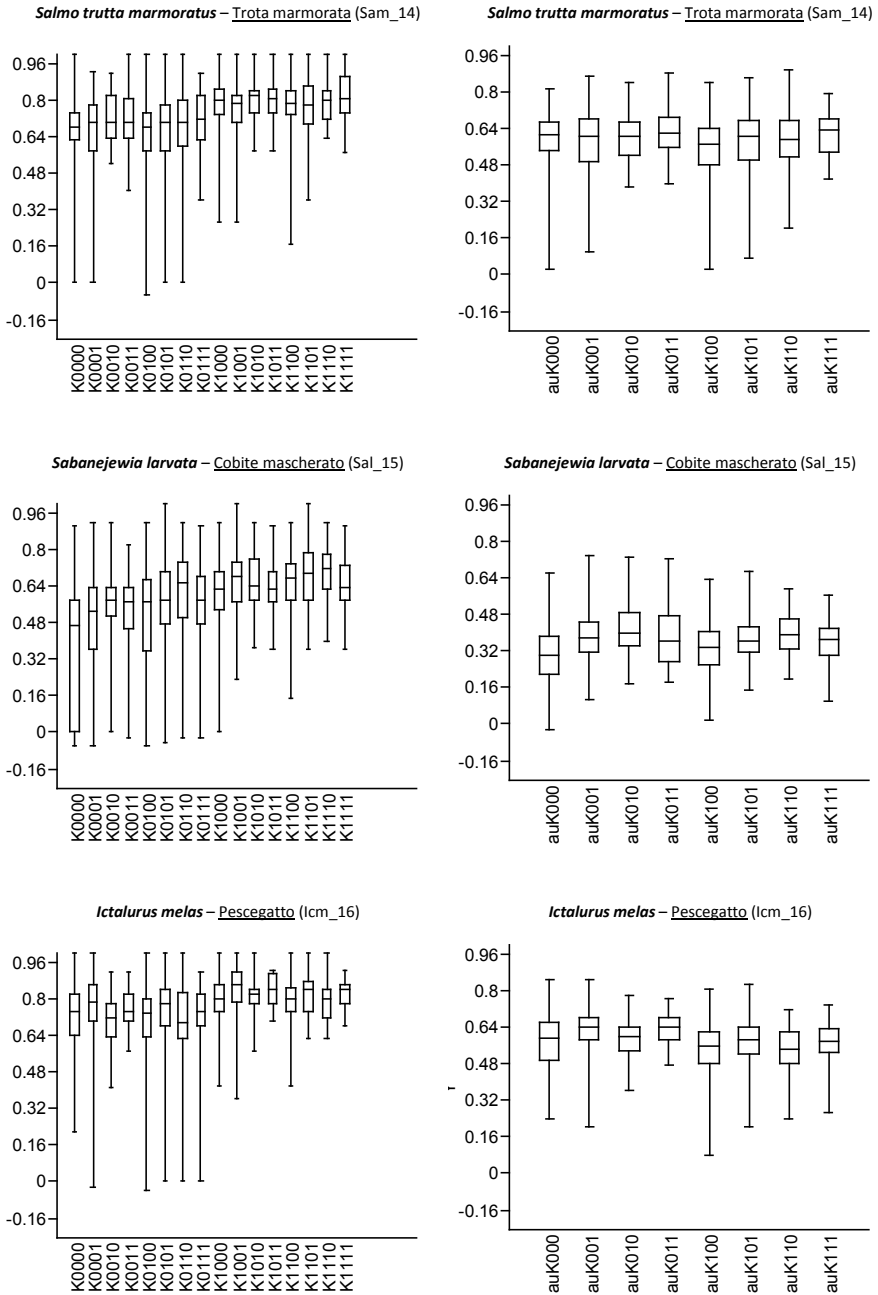 Salmo trutta marmoratus – Trota marmorata (Sam_14)
0.96
0.8
0.64
0.48
0.32
0.16
0
-0.16
K0000
K0001
K0010
K0011
K0100
K0101
K0110
K0111
K1000
K1001
K1010
K1011
K1100
K1101
K1110
K1111
Salmo trutta marmoratus – Trota marmorata (Sam_14)
0.96
0.8
0.64
0.48
0.32
0.16
0
-0.16
auK000
auK001
auK010
auK011
auK100
auK101
auK110
auK111
Sabanejewia larvata – Cobite mascherato (Sal_15)
0.96
0.8
0.64
0.48
0.32
0.16
0
-0.16
K0000
K0001
K0010
K0011
K0100
K0101
K0110
K0111
K1000
K1001
K1010
K1011
K1100
K1101
K1110
K1111
Sabanejewia larvata – Cobite mascherato (Sal_15)
0.96
0.8
0.64
0.48
0.32
0.16
0
-0.16
auK000
auK001
auK010
auK011
auK100
auK101
auK110
auK111
Ictalurus melas – Pescegatto (Icm_16)
0.96
0.8
0.64
0.48
0.32
0.16
0
-0.16
K0000
K0001
K0010
K0011
K0100
K0101
K0110
K0111
K1000
K1001
K1010
K1011
K1100
K1101
K1110
K1111
Ictalurus melas – Pescegatto (Icm_16)
0.96
0.8
0.64
0.48
0.32
0.16
0
-0.16
auK000
auK001
auK010
auK011
auK100
auK101
auK110
auK111